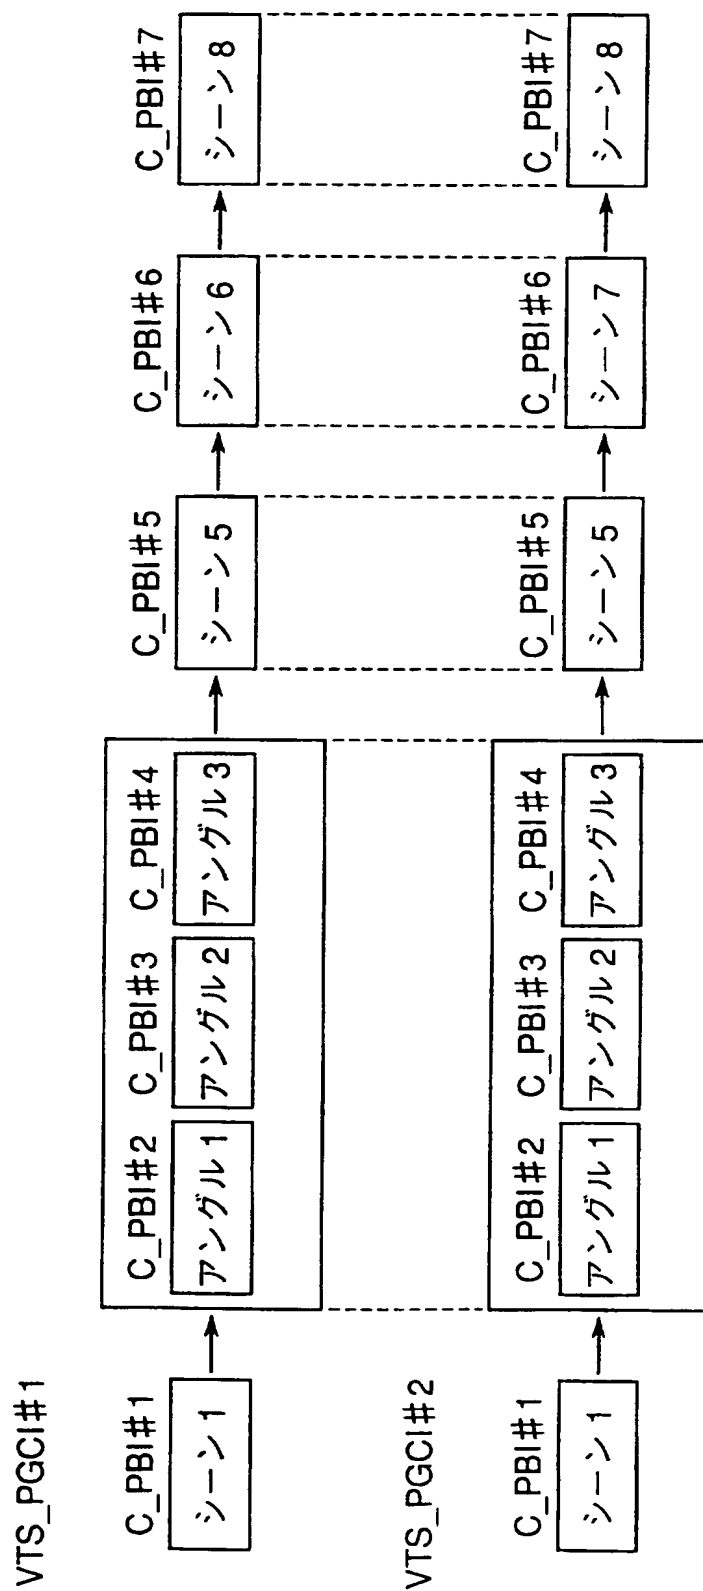 VTS_PGCI#1
C_PBI#1
シーン1
C_PBI#2
アングル1
C_PBI#3
アングル2
C_PBI#4
アングル3
C_PBI#5
シーン5
C_PBI#6
シーン6
C_PBI#7
シーン8
VTS_PGCI#2
C_PBI#1
シーン1
C_PBI#2
アングル1
C_PBI#3
アングル2
C_PBI#4
アングル3
C_PBI#5
シーン5
C_PBI#6
シーン7
C_PBI#7
シーン8